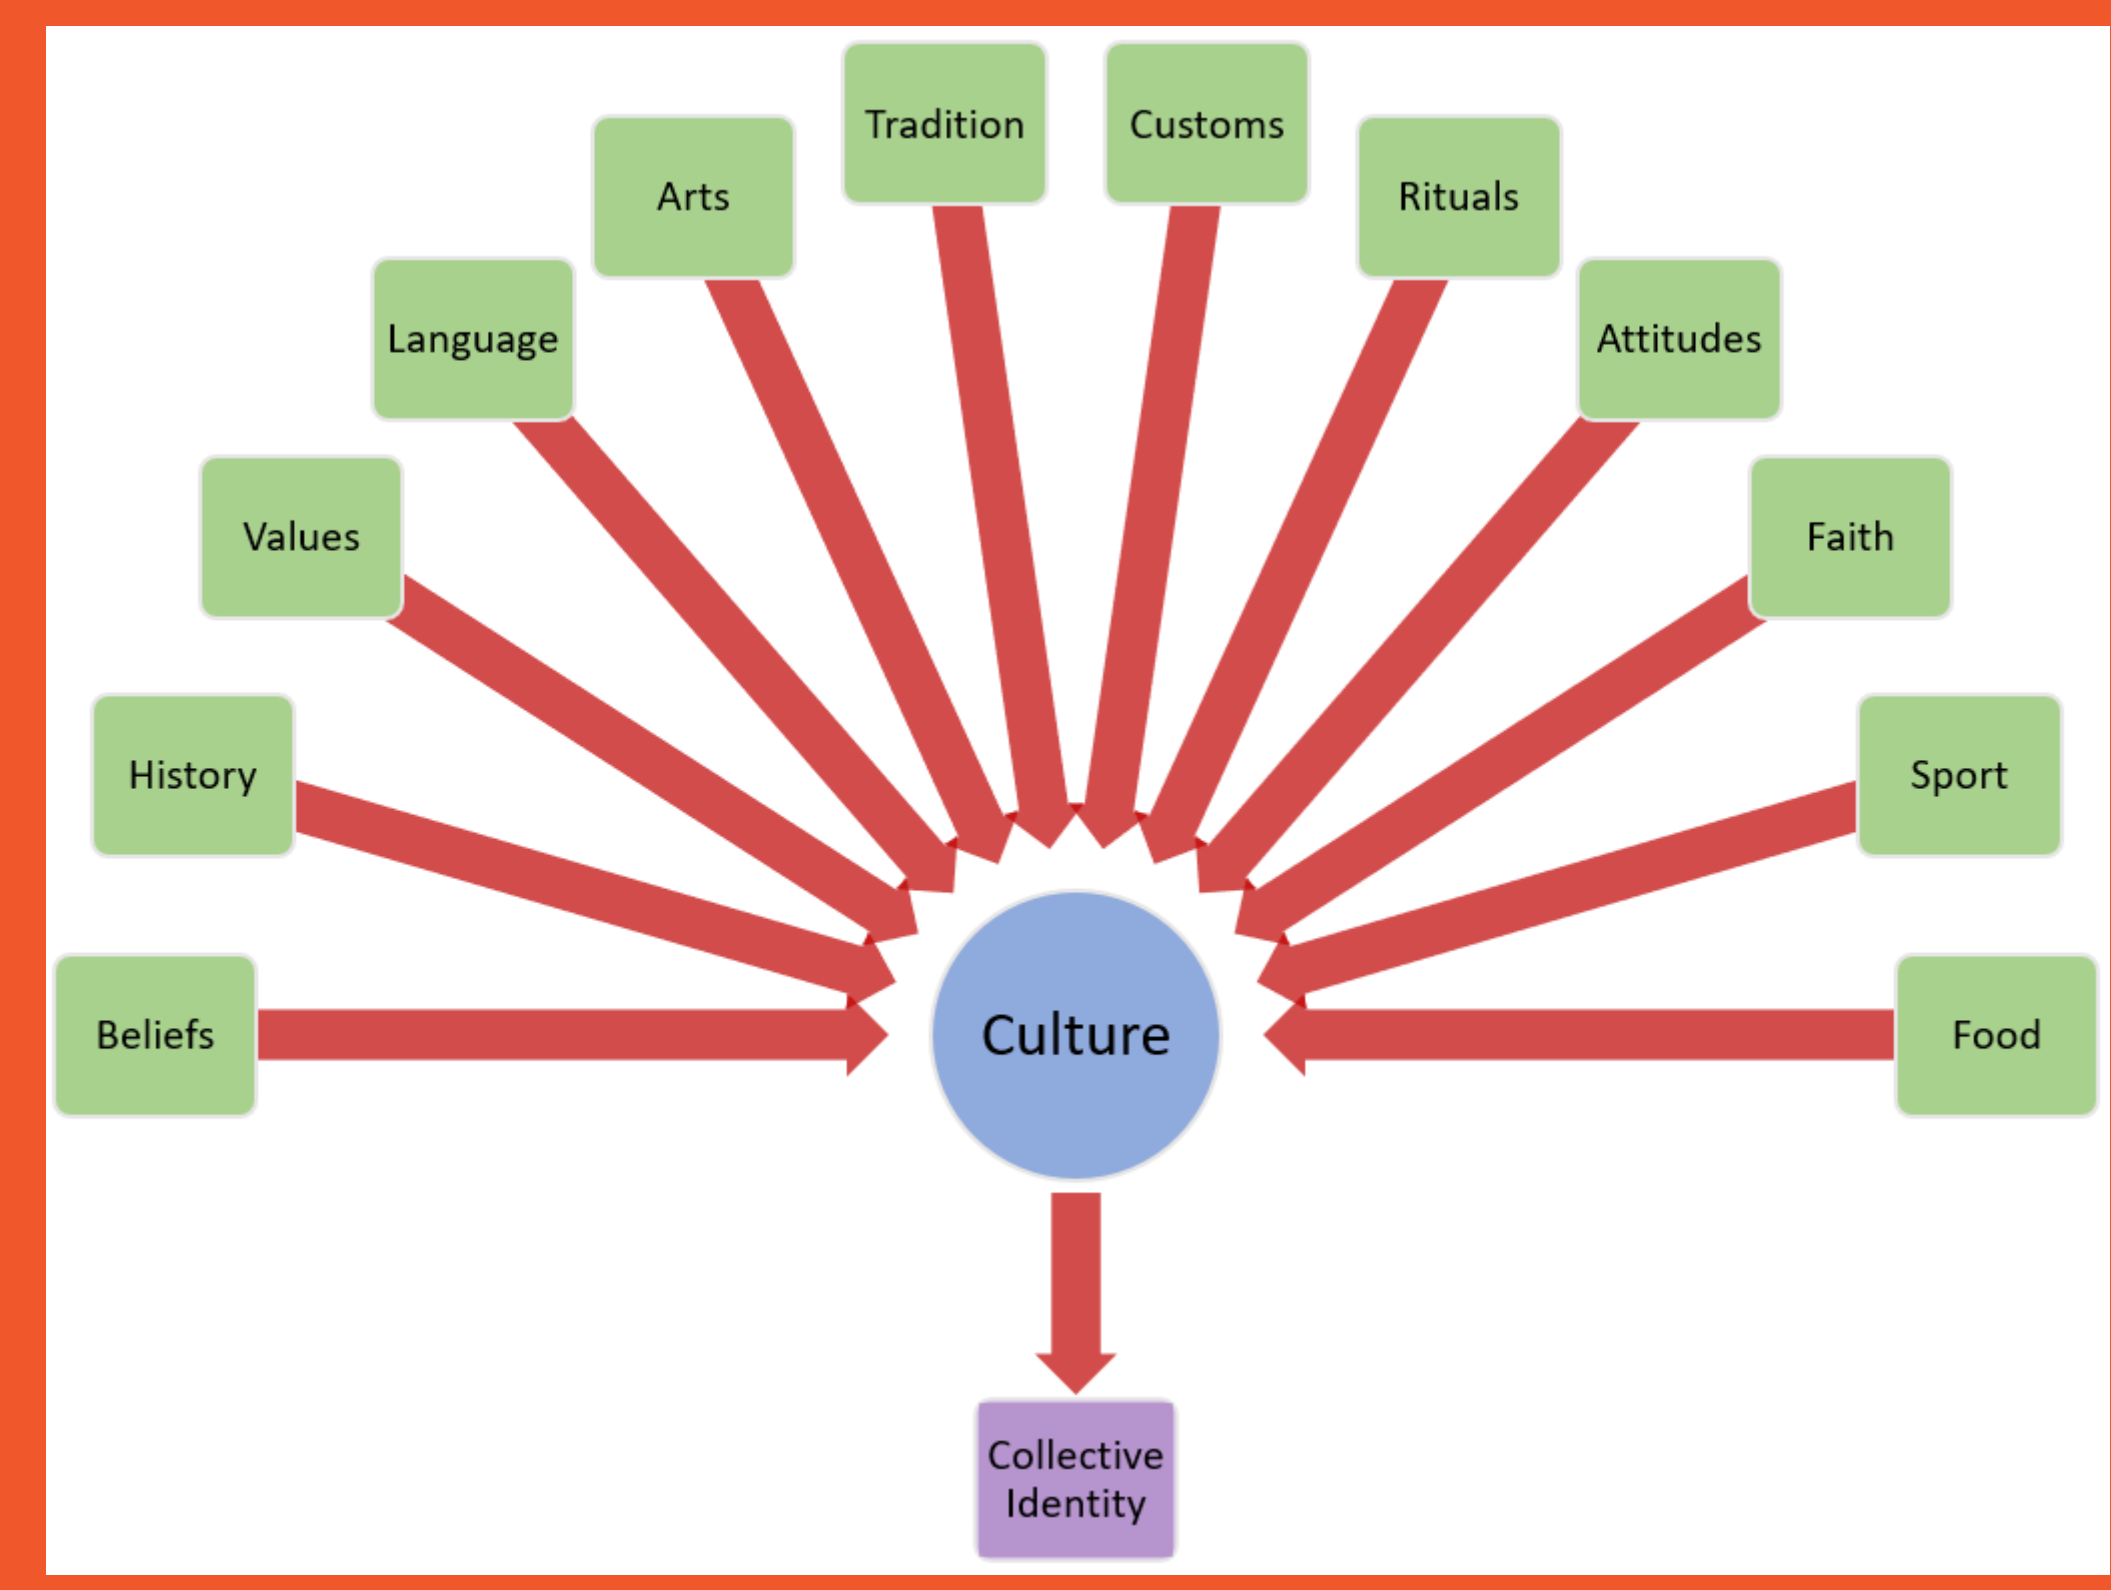 Tradition
Customs
Arts
Rituals
Language
Attitudes
Values
Faith
History
Sport
Beliefs
Culture
Food
Collective
Identity